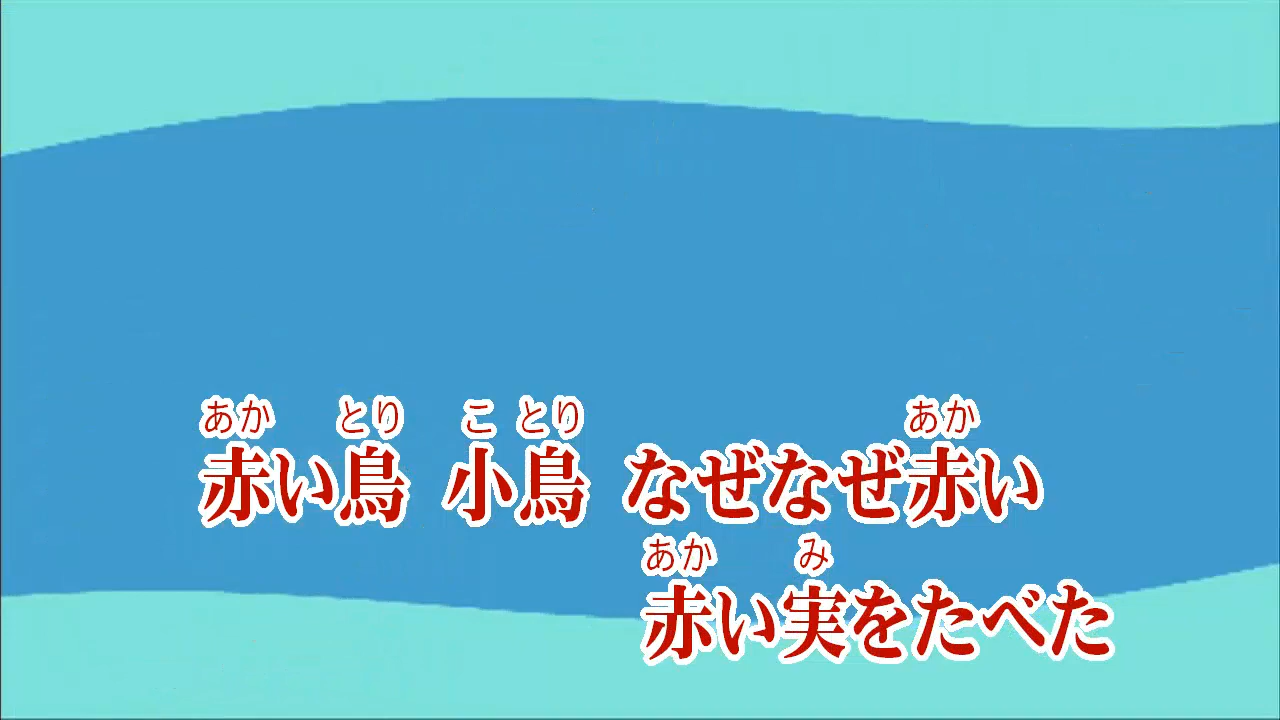 あか とり こ とり あか
赤い鳥 小鳥 なぜなぜ赤い
あか み
赤い実をたべた